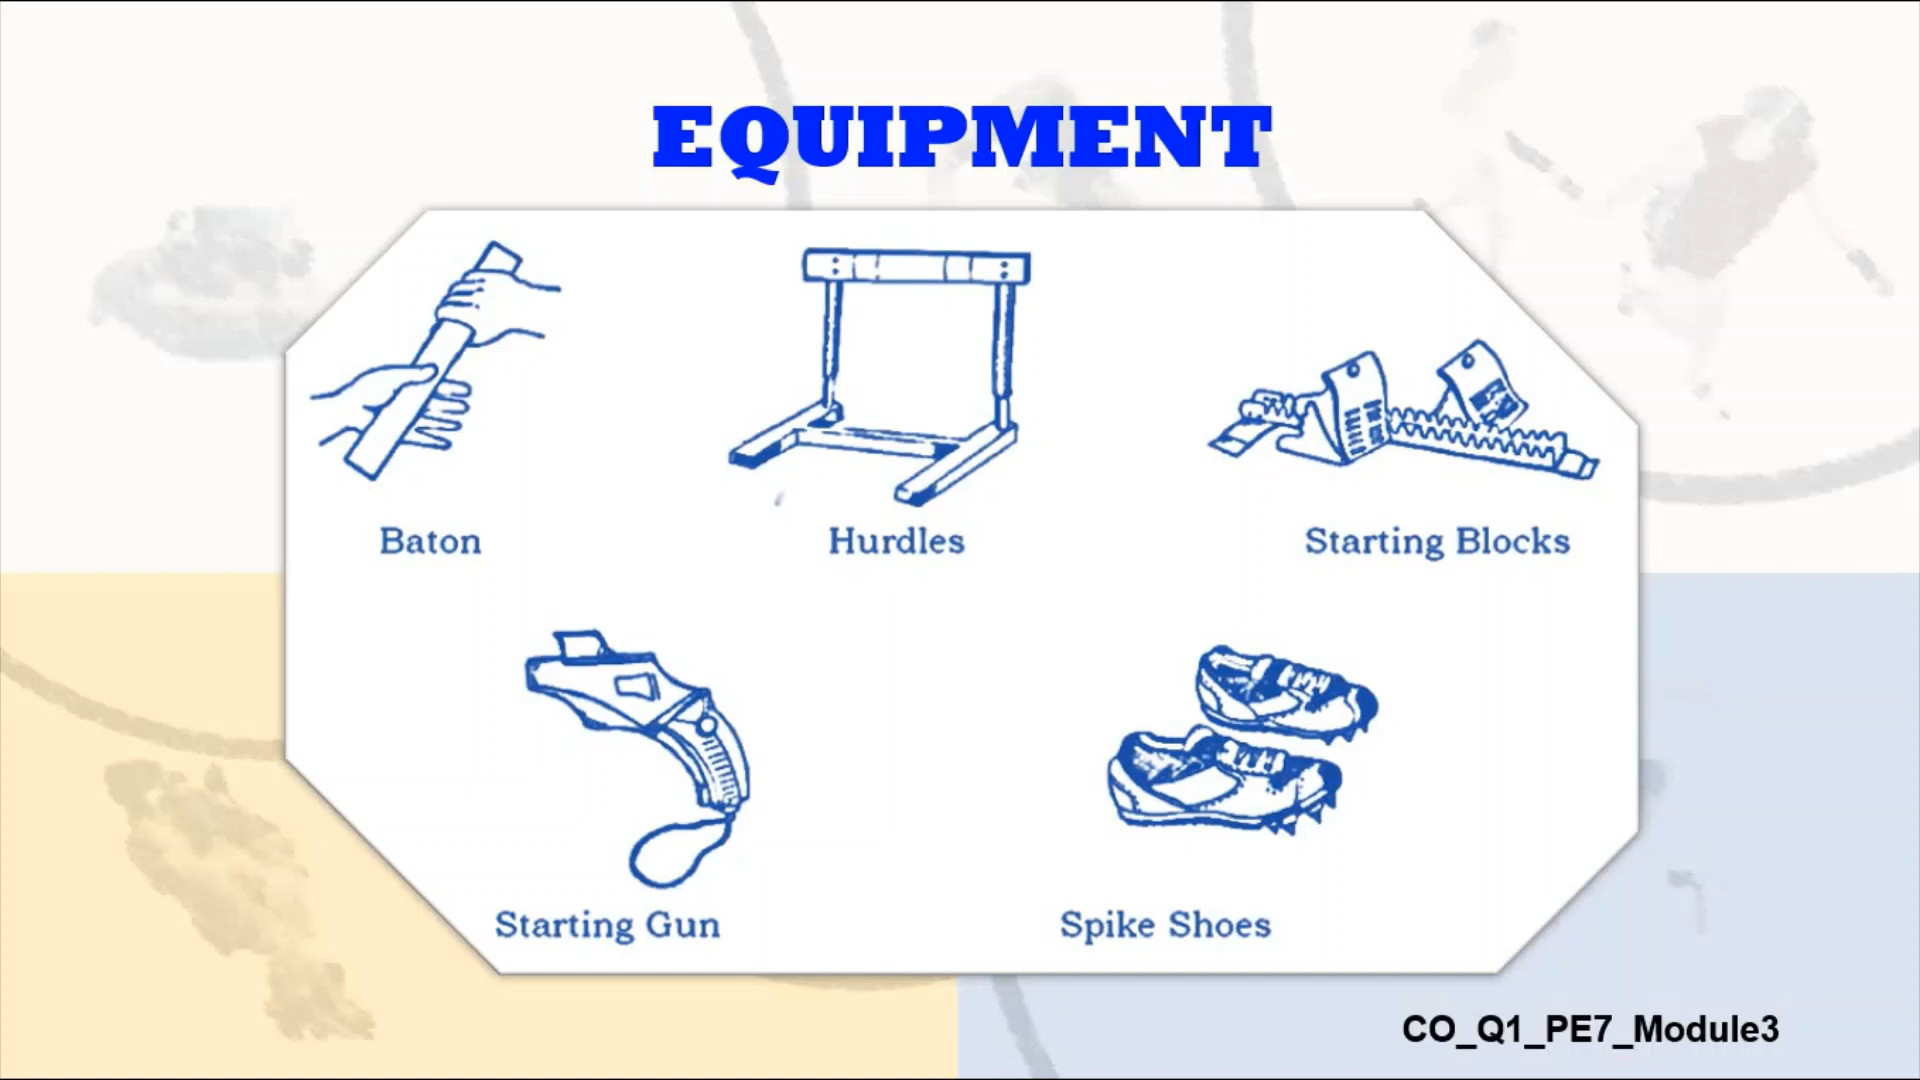 EQUIPMENT
Baton
Hurdles
Starting Blocks
Starting Gun
Spike Shoes
CO_Q1_PE7_Module3